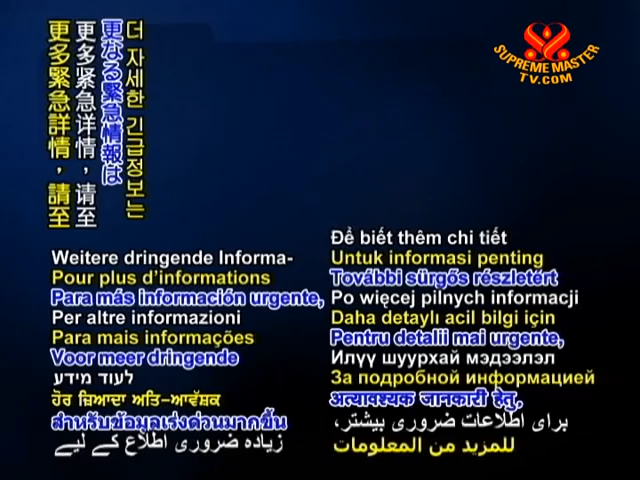 더 자세한 긴급정보는
更なる緊急情報は
更多紧急详情，请至
更多緊急詳情，請至
SUPREME MASTER
TV.COM
Weitere dringende Informa-
Pour plus d'informations
Para más información urgente,
Per altre informazioni
Para mais informações
Voor meer dringende
לעוד מידע
ਹੋਰ ਜ਼ਿਆਦਾ ਅਤਿ-ਆਵੱਸ਼ਕ
สำหรับข้อมูลเร่งด่วนมากขึ้น
زیادہ ضروری اطلاع کے لیے
Để biết thêm chi tiết
Untuk informasi penting
További sürgős részletért
Po więcej pilnych informacji
Daha detaylı acil bilgi için
Pentru detalii mai urgente,
Илүү шуурхай мэдээлэл
За подробной информацией
अत्यावश्यक जानकारी हेतु,
برای اطلاعات ضروری بیشتر،
للمزيد من المعلومات